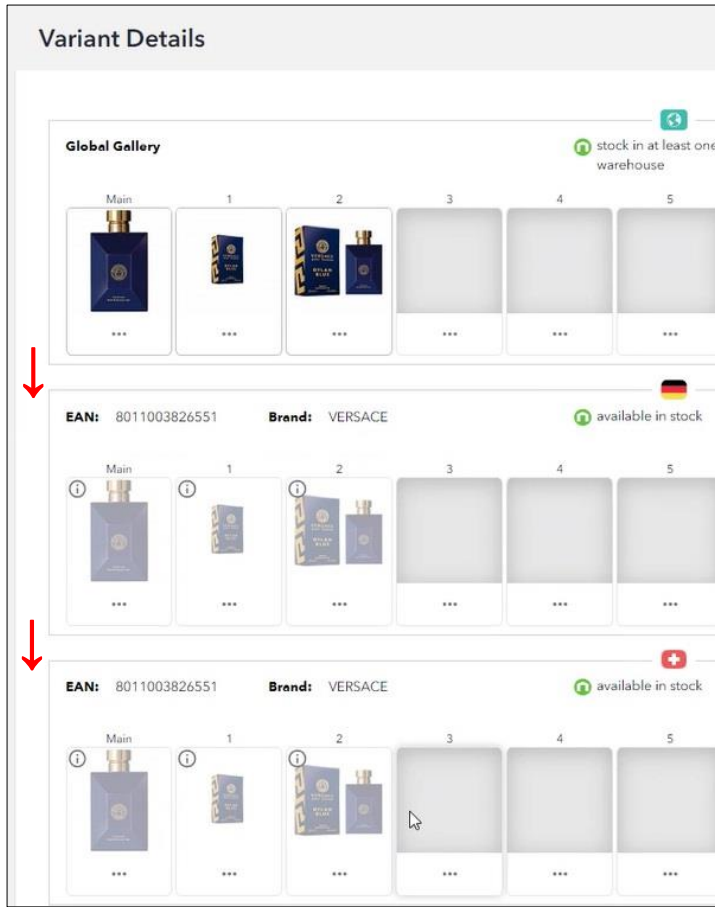 Variant Details
Global Gallery
stock in at least one
warehouse
Main 1 2 3 4 5
EAN: 8011003826551 Brand: VERSACE
available in stock
Main 1 2 3 4 5
EAN: 8011003826551 Brand: VERSACE
available in stock
Main 1 2 3 4 5